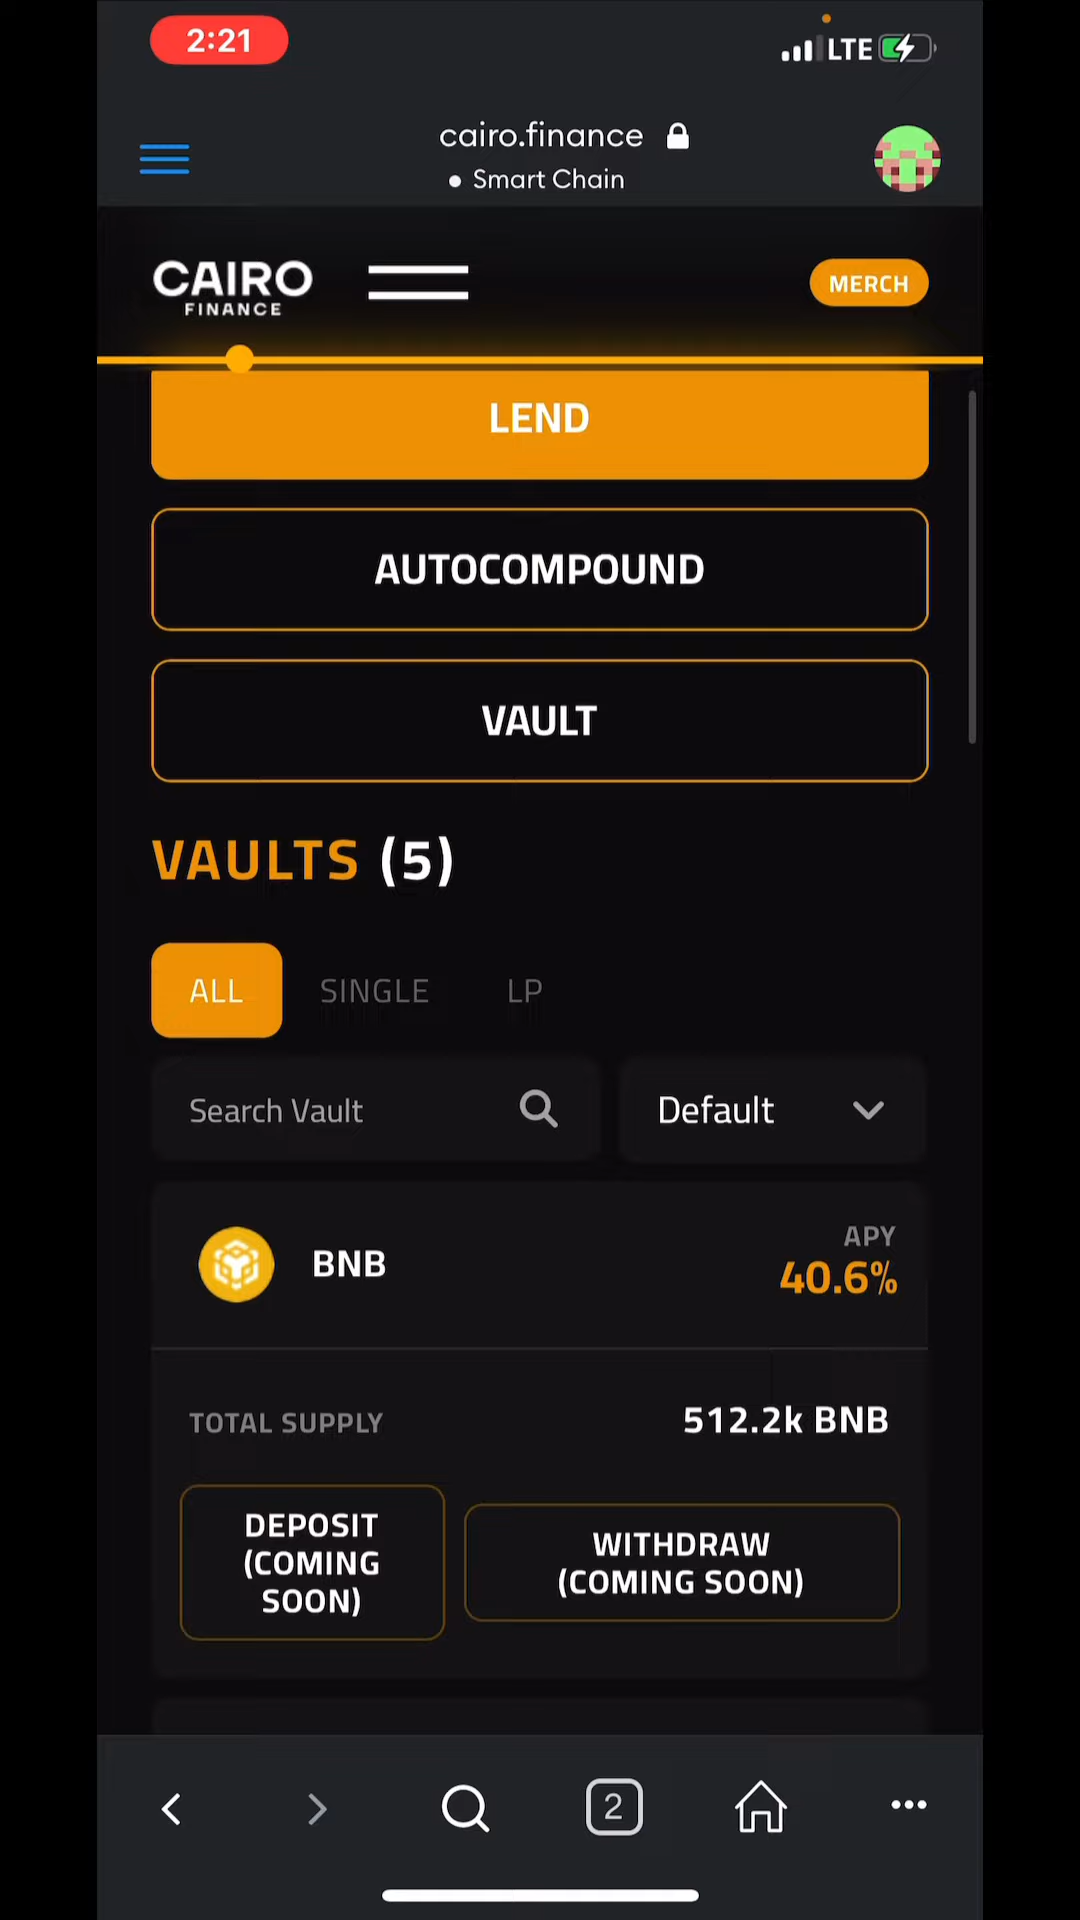 2:21
LTE
cairo.finance
Smart Chain
CAIRO
FINANCE
MERCH
LEND
AUTOCOMPOUND
VAULT
VAULTS (5)
ALL
SINGLE
LP
Search Vault
Default
BNB
APY
40.6%
TOTAL SUPPLY
512.2k BNB
DEPOSIT
(COMING
SOON)
WITHDRAW
(COMING SOON)
2